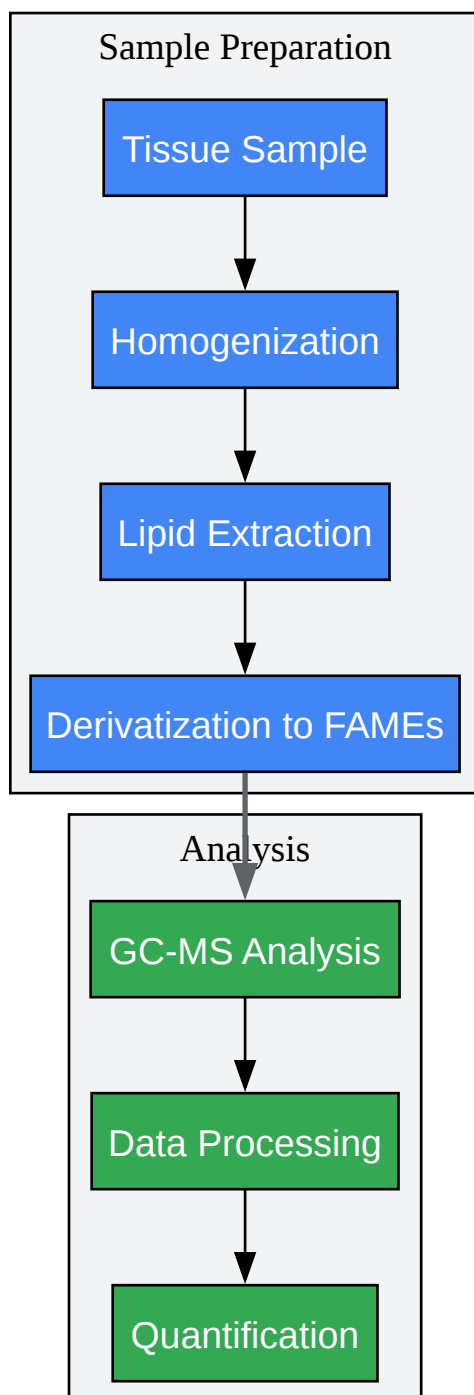 Sample Preparation
Tissue Sample
Homogenization
Lipid Extraction
Derivatization to FAMEs
Analysis
GC-MS Analysis
Data Processing
Quantification